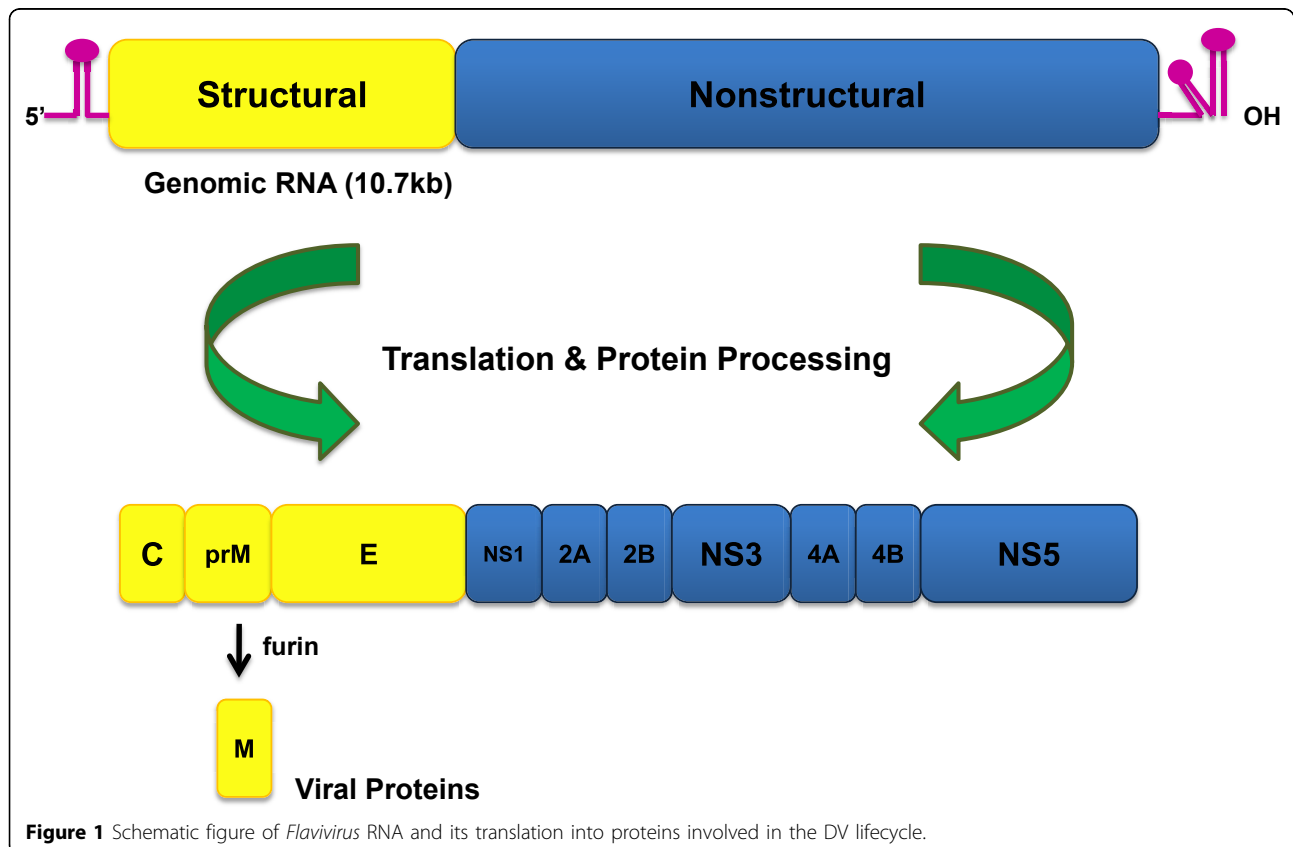 Structural
Nonstructural
5’
OH
Genomic RNA (10.7kb)
Translation & Protein Processing
C prM E NS1 2A 2B NS3 4A 4B NS5
furin
M
Viral Proteins
Figure 1 Schematic figure of Flavivirus RNA and its translation into proteins involved in the DV lifecycle.